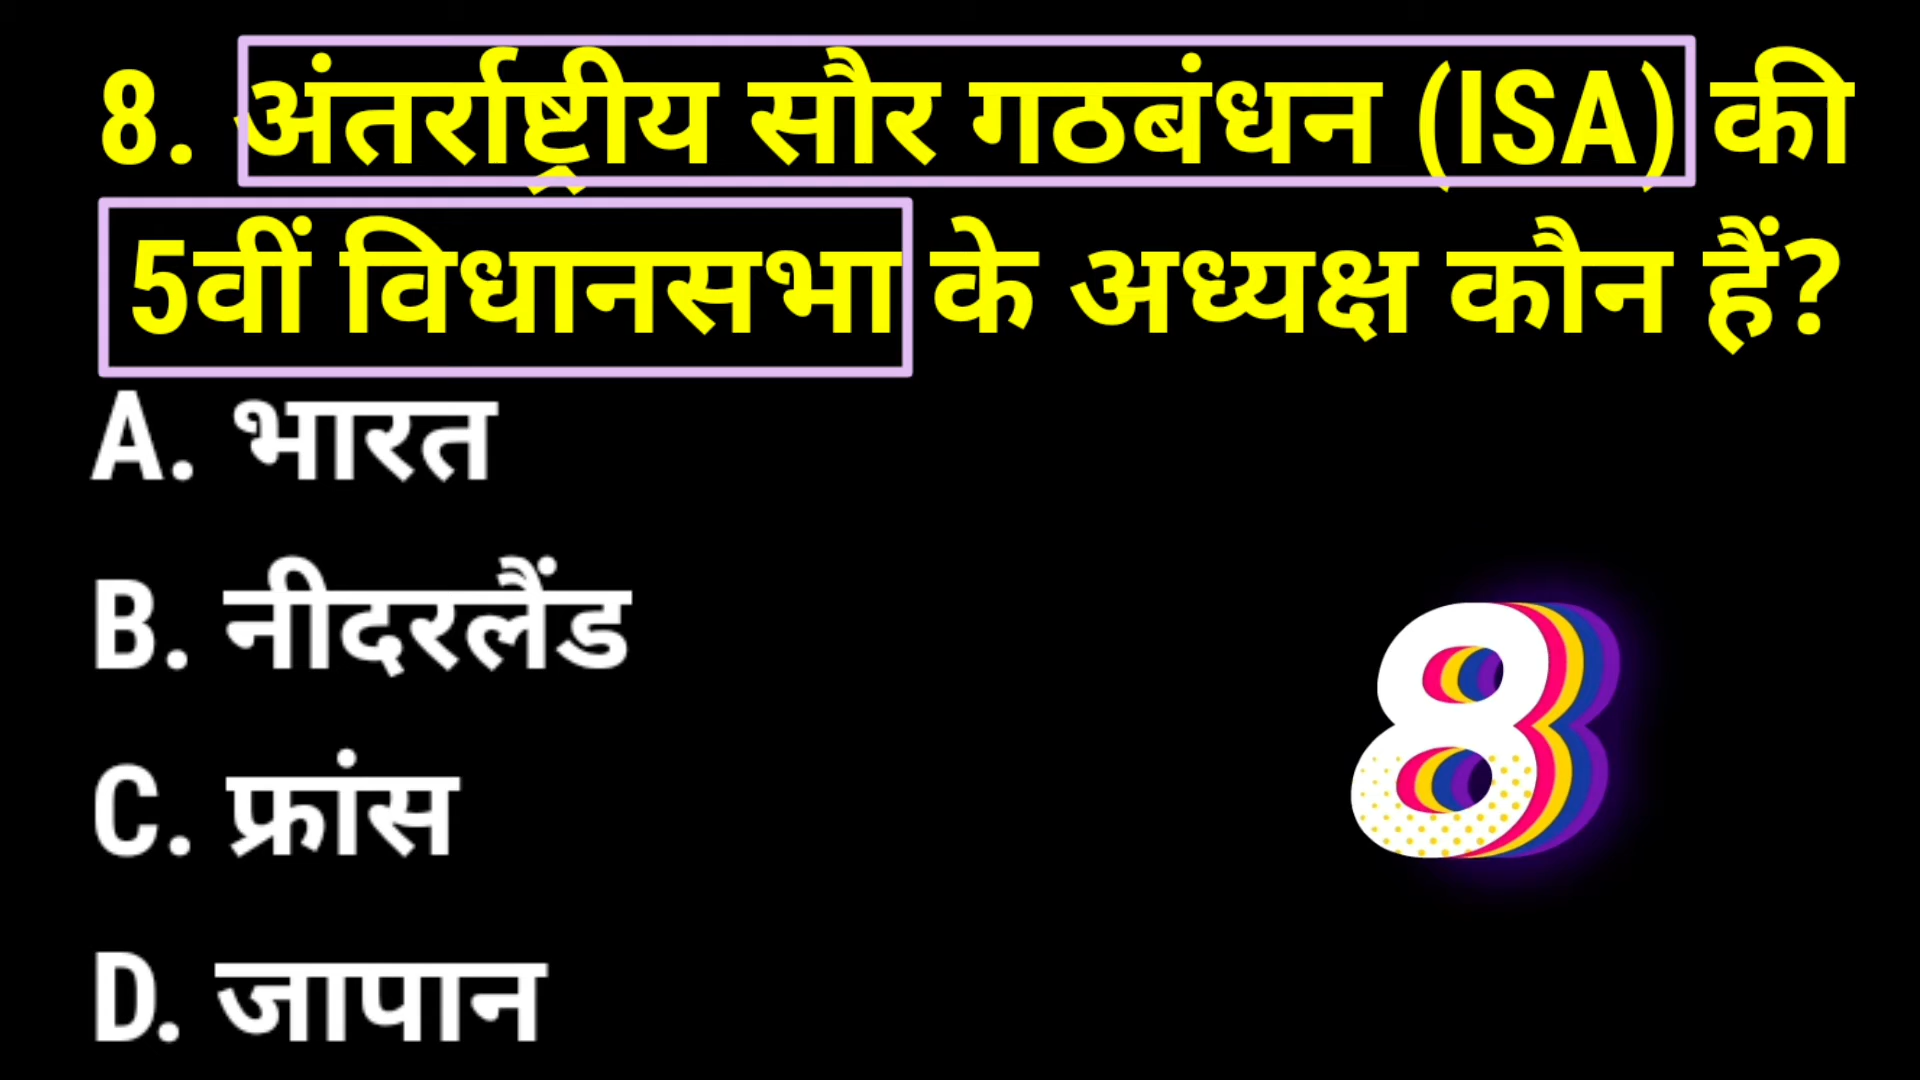 8. अंतर्राष्ट्रीय सौर गठबंधन (ISA) की
5वीं विधानसभा के अध्यक्ष कौन हैं?
A. भारत
B. नीदरलैंड
C. फ्रांस
D. जापान
8